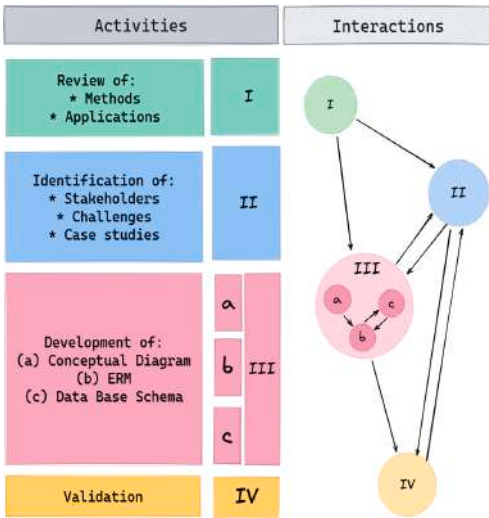 Activities
Interactions
Review of:
* Methods
* Applications
I
Identification of:
* Stakeholders
* Challenges
* Case studies
II
Development of:
(a) Conceptual Diagram
(b) ERM
(c) Data Base Schema
a
b
c
III
Validation
IV
I
II
III
a
c
b
IV